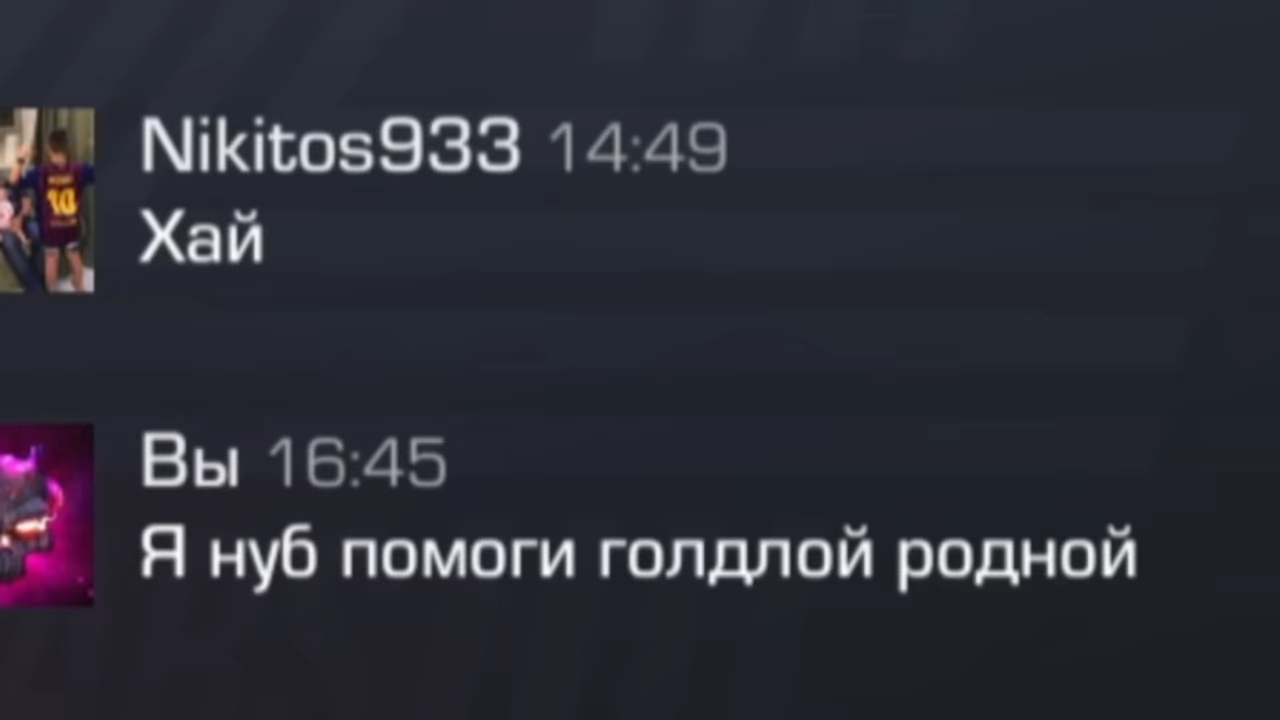 Nikitos933 14:49
Хай
Вы 16:45
Я нуб помоги голдлой родной